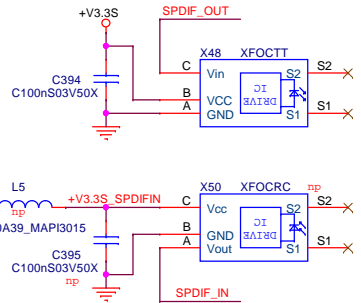 +V3.3S
SPDIF_OUT
X48
XFOCTT
C
Vin
S2
S2
C394
C100nS03V50X
B
VCC
DRIVE
IC
A
GND
S1
S1
L5
np
0A39_MAPI3015
+V3.3S_SPDIFIN
X50
XFOCRC
np
C
Vcc
S2
S2
C395
C100nS03V50X
np
B
GND
DRIVE
IC
A
Vout
S1
S1
SPDIF_IN